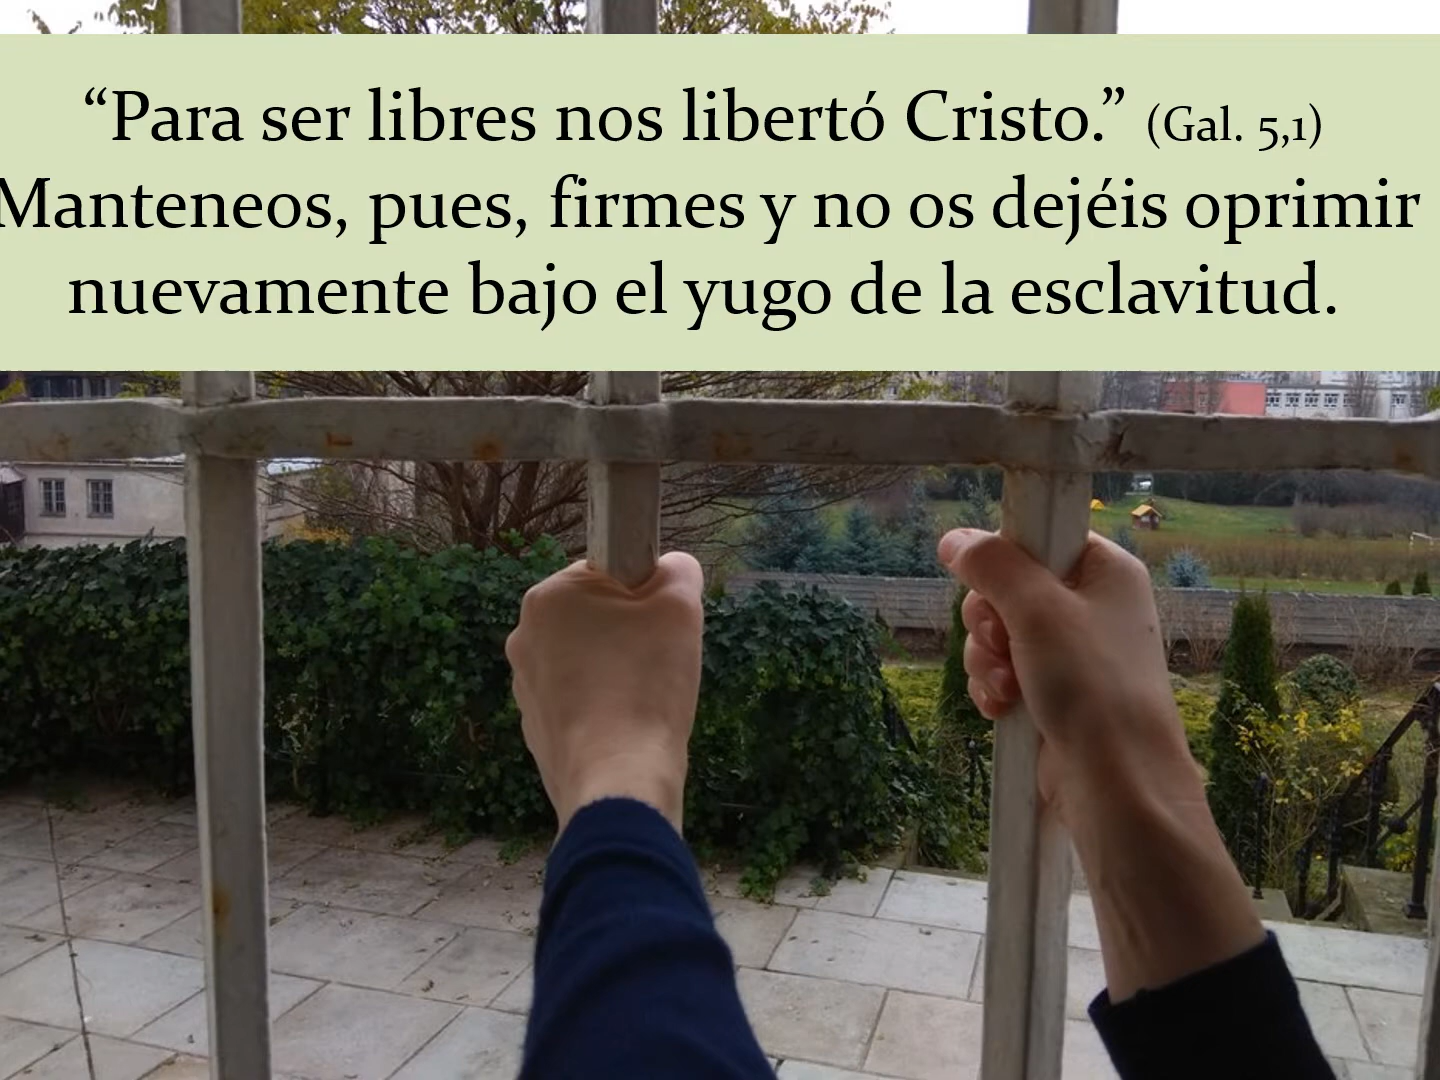 “Para ser libres nos libertó Cristo.” (Gal. 5,1)
Manteneos, pues, firmes y no os dejéis oprimir
nuevamente bajo el yugo de la esclavitud.